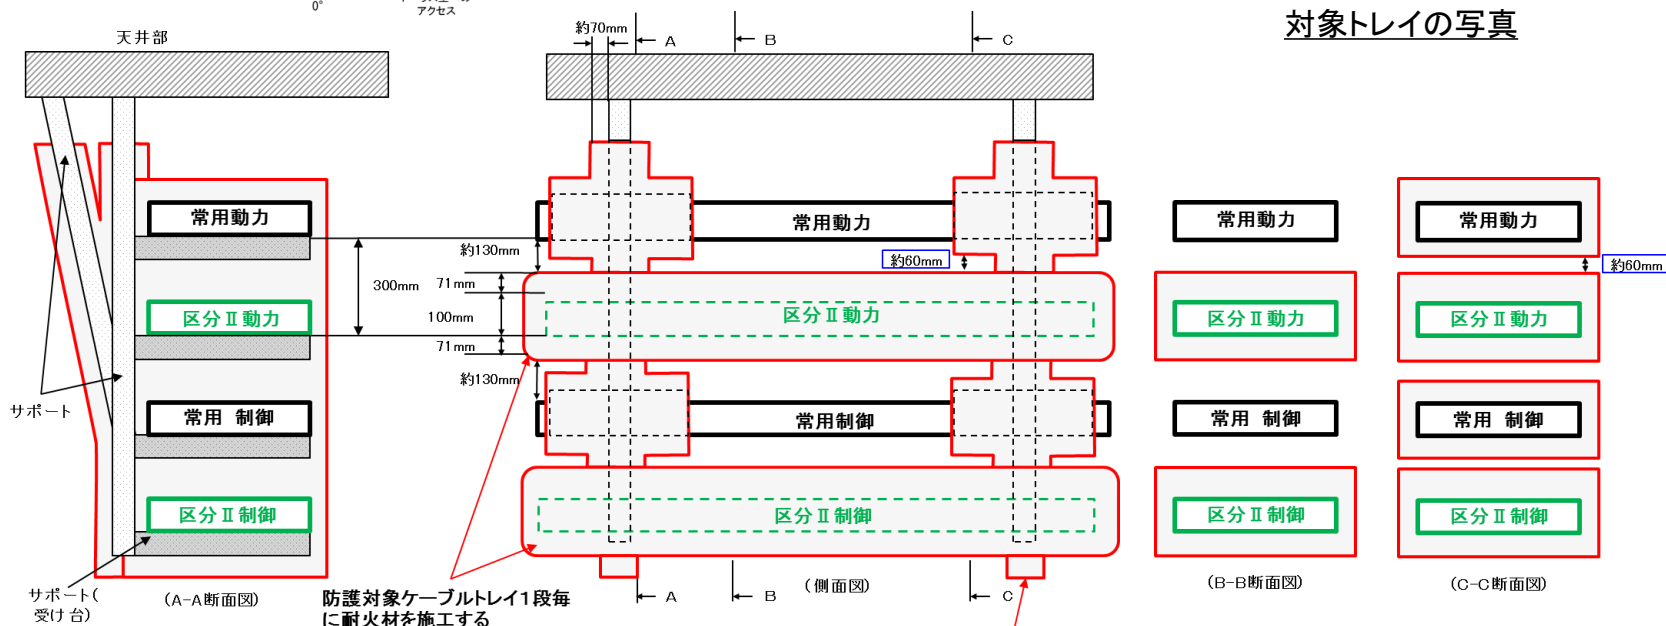 0°
アクセス
対象トレイの写真
天井部
約70mm
A
B
C
常用動力
常用動力
常用動力
常用動力
約130mm
約60mm
約60mm
300mm
71mm
100mm
71mm
区分Ⅱ動力
区分Ⅱ動力
区分Ⅱ動力
区分Ⅱ動力
約130mm
サポート
常用 制御
常用制御
常用 制御
常用 制御
区分Ⅱ制御
区分Ⅱ制御
区分Ⅱ制御
区分Ⅱ制御
サポート(
受け台)
(A-A断面図)
防護対象ケーブルトレイ1段毎
に耐火材を施工する
A
B
(側面図)
C
(B-B断面図)
(C-C断面図)